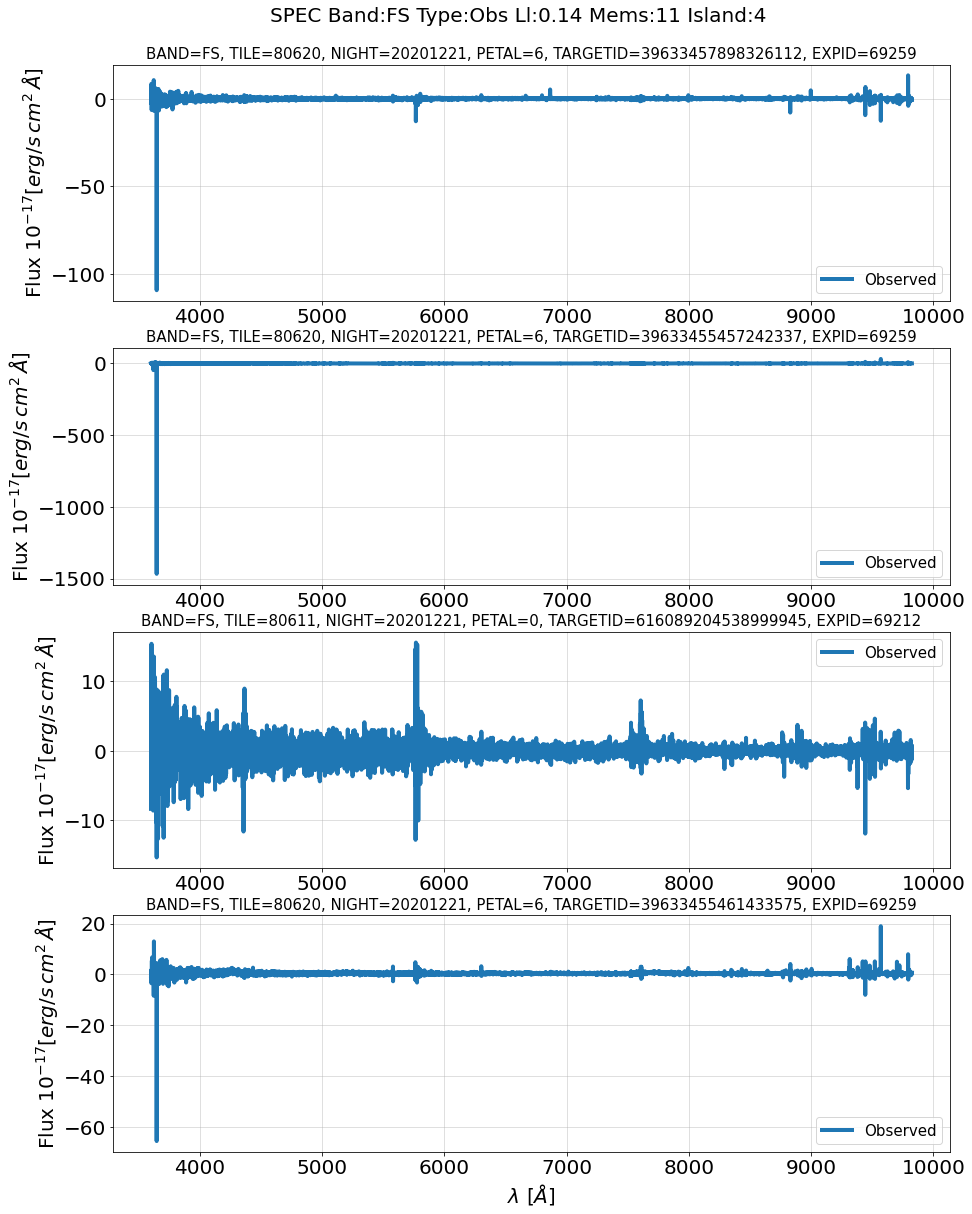 SPEC Band:FS Type:Obs Ll:0.14 Mems:11 Island:4
BAND=FS, TILE=80620, NIGHT=20201221, PETAL=6, TARGETID=39633457898326112, EXPID=69259
Flux 10^{-17}[erg/s cm^2 Å]
0
−50
−100
Observed
4000 5000 6000 7000 8000 9000 10000
BAND=FS, TILE=80620, NIGHT=20201221, PETAL=6, TARGETID=39633455457242337, EXPID=69259
Flux 10^{-17}[erg/s cm^2 Å]
0
−500
−1000
−1500
Observed
4000 5000 6000 7000 8000 9000 10000
BAND=FS, TILE=80611, NIGHT=20201221, PETAL=0, TARGETID=616089204538999945, EXPID=69212
Flux 10^{-17}[erg/s cm^2 Å]
10
0
−10
Observed
4000 5000 6000 7000 8000 9000 10000
BAND=FS, TILE=80620, NIGHT=20201221, PETAL=6, TARGETID=39633455461433575, EXPID=69259
Flux 10^{-17}[erg/s cm^2 Å]
20
0
−20
−40
−60
Observed
4000 5000 6000 7000 8000 9000 10000
λ [Å]